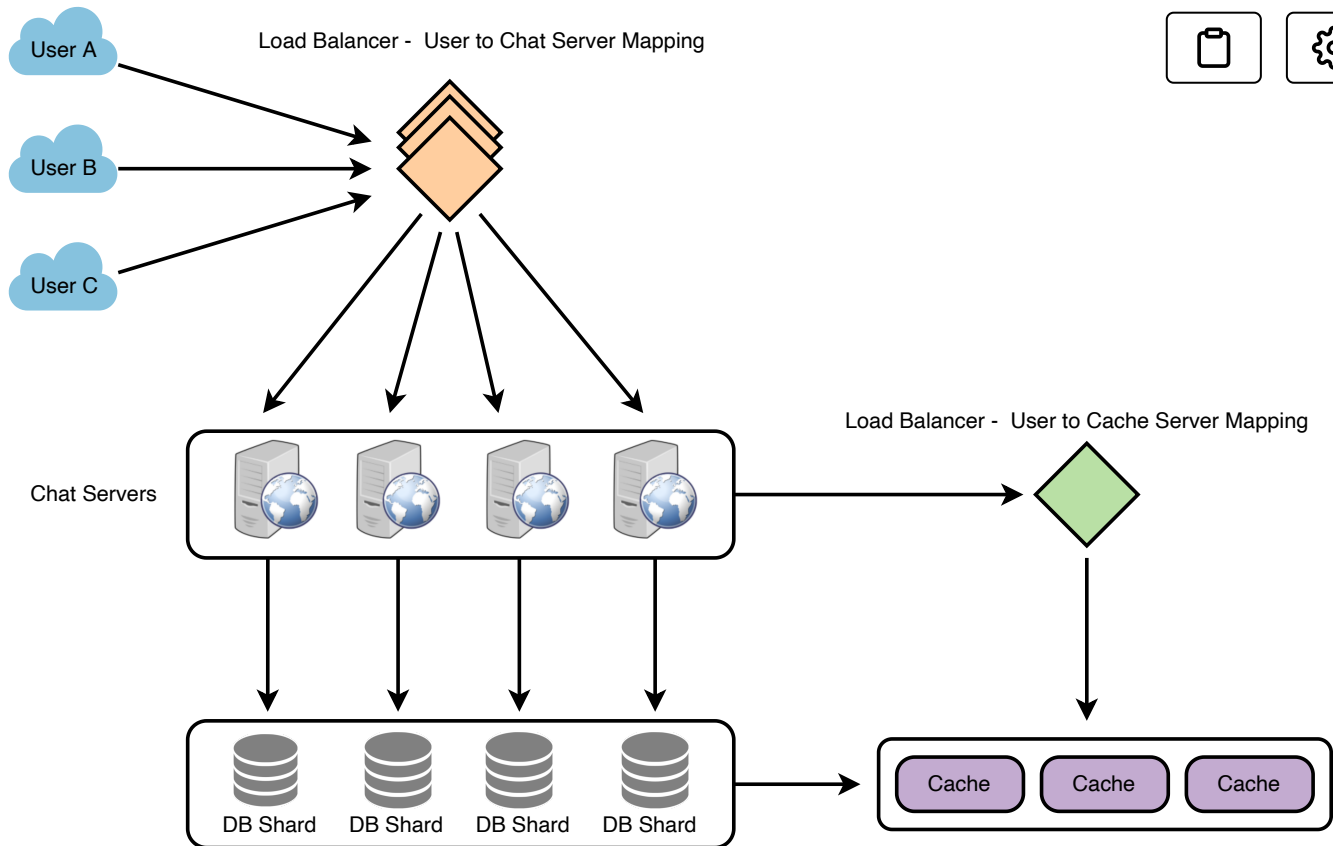 User A
Load Balancer -  User to Chat Server Mapping
User B
User C
Load Balancer -  User to Cache Server Mapping
Chat Servers
Cache
Cache
Cache
DB Shard
DB Shard
DB Shard
DB Shard